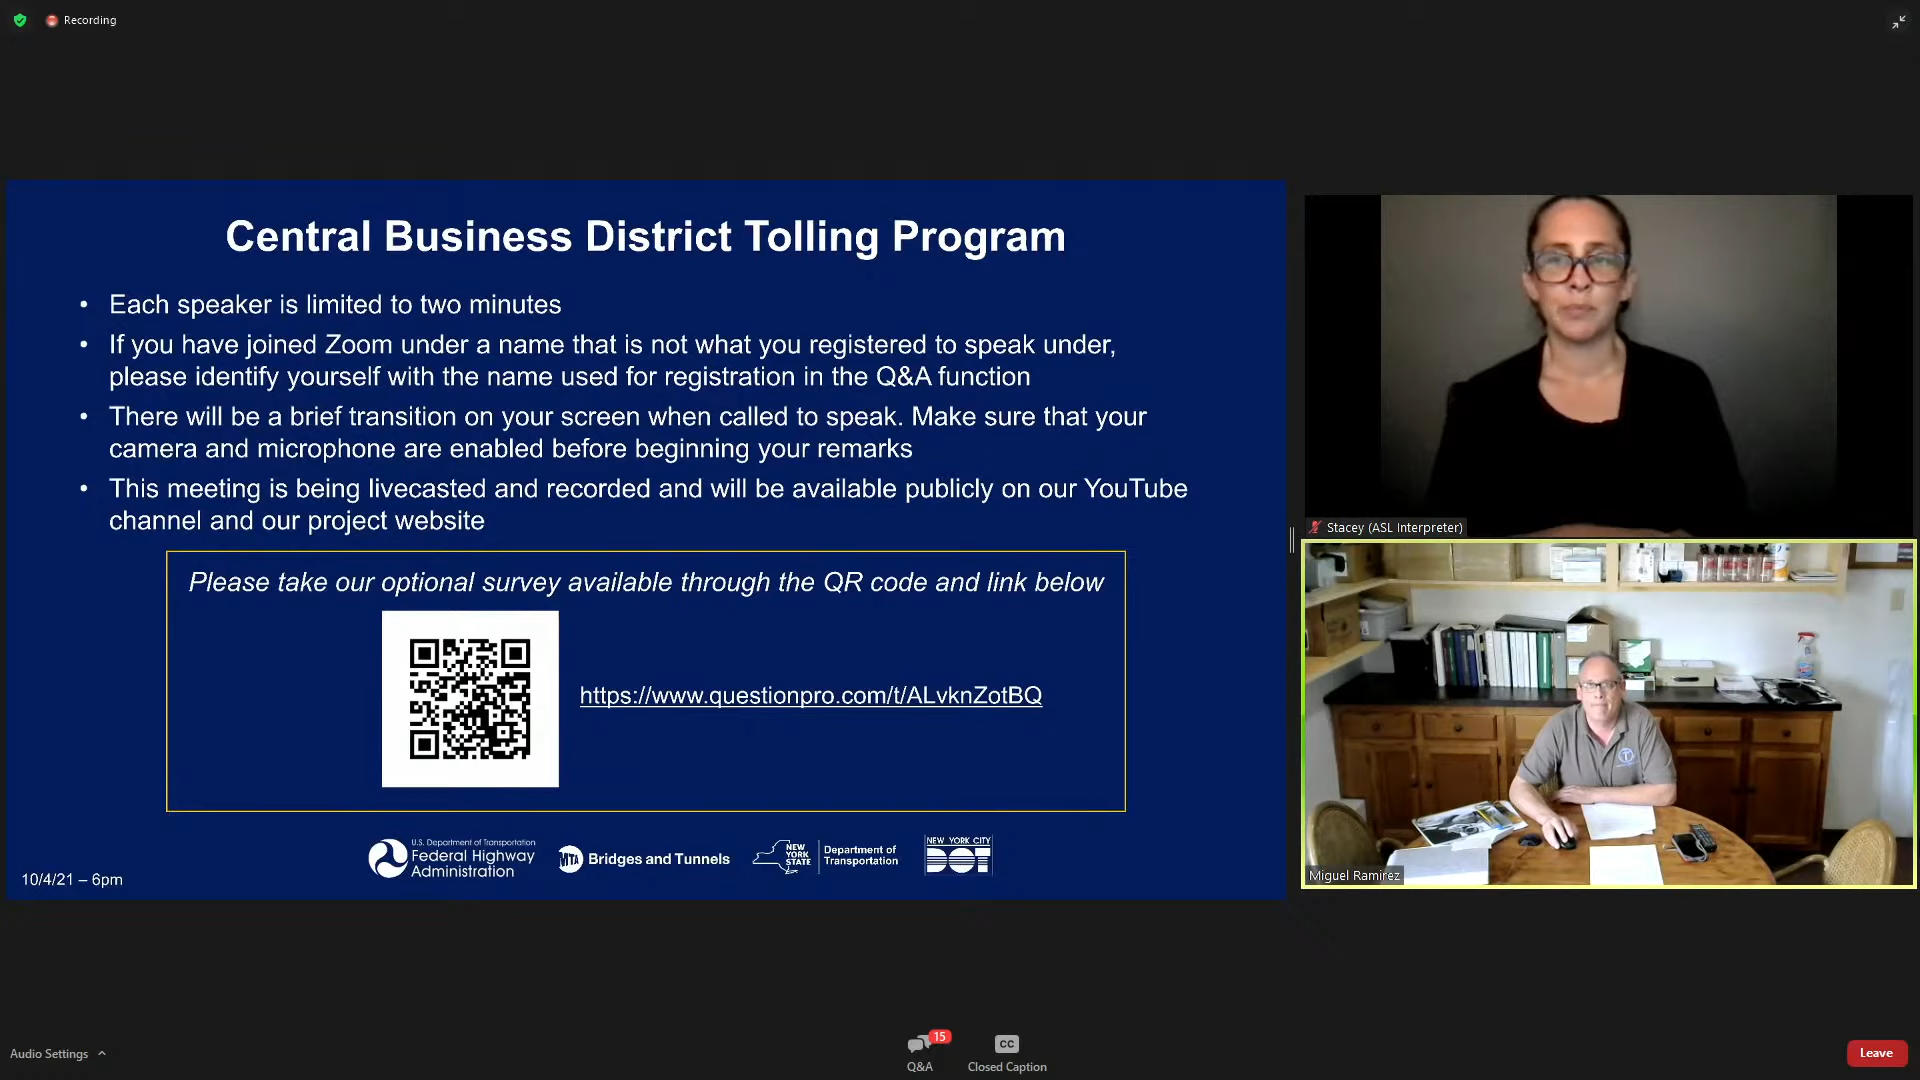 Recording
Central Business District Tolling Program
• Each speaker is limited to two minutes
• If you have joined Zoom under a name that is not what you registered to speak under,
please identify yourself with the name used for registration in the Q&A function
• There will be a brief transition on your screen when called to speak. Make sure that your
camera and microphone are enabled before beginning your remarks
• This meeting is being livecasted and recorded and will be available publicly on our YouTube
channel and our project website
Please take our optional survey available through the QR code and link below
https://www.questionpro.com/t/ALvknZotBQ
U.S. Department of Transportation
Federal Highway
Administration
MTA Bridges and Tunnels
NEW
YORK
STATE
Department of
Transportation
NEW YORK CITY
DOT
10/4/21 – 6pm
Stacey (ASL Interpreter)
Miguel Ramirez
Audio Settings
15
Q&A
CC
Closed Caption
Leave